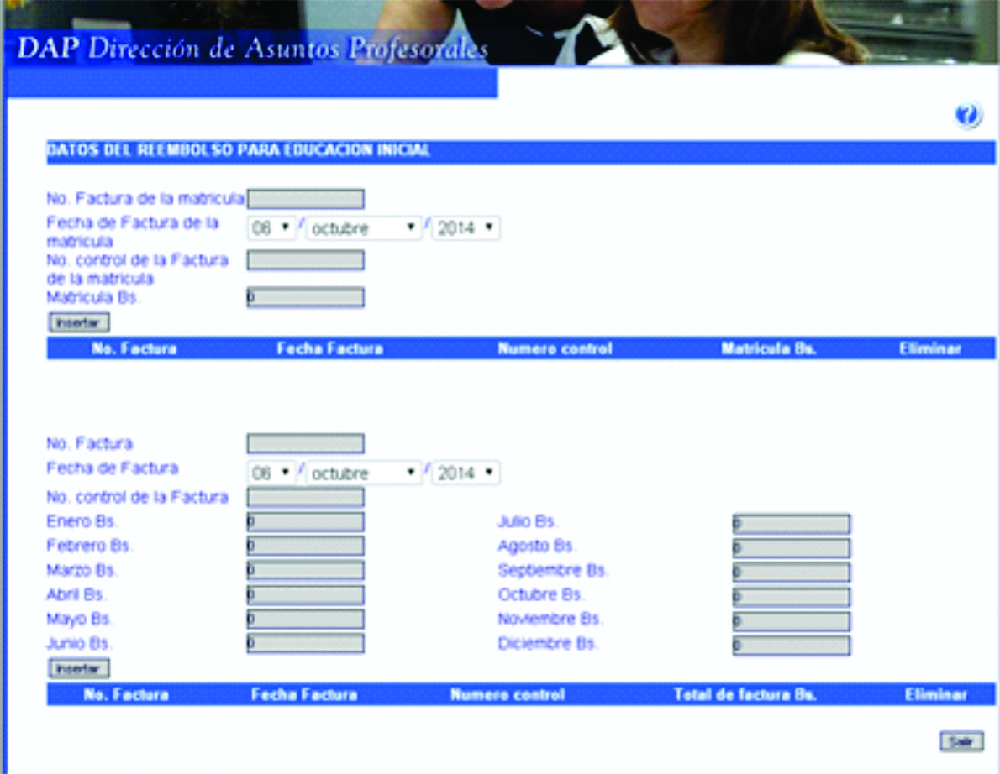 DAP Dirección de Asuntos Profesorales
?
DATOS DEL REEMBOLSO PARA EDUCACION INICIAL
No. Factura de la matricula
Fecha de Factura de la
matricula
06 / octubre / 2014
No. control de la Factura
de la matricula
Matricula Bs. 0
Insertar
No. Factura Fecha Factura Numero control Matricula Bs. Eliminar
No. Factura
Fecha de Factura 06 / octubre / 2014
No. control de la Factura
Enero Bs. 0 Julio Bs. 0
Febrero Bs. 0 Agosto Bs. 0
Marzo Bs. 0 Septiembre Bs. 0
Abril Bs. 0 Octubre Bs. 0
Mayo Bs. 0 Noviembre Bs. 0
Junio Bs. 0 Diciembre Bs. 0
Insertar
No. Factura Fecha Factura Numero control Total de factura Bs. Eliminar
Salir